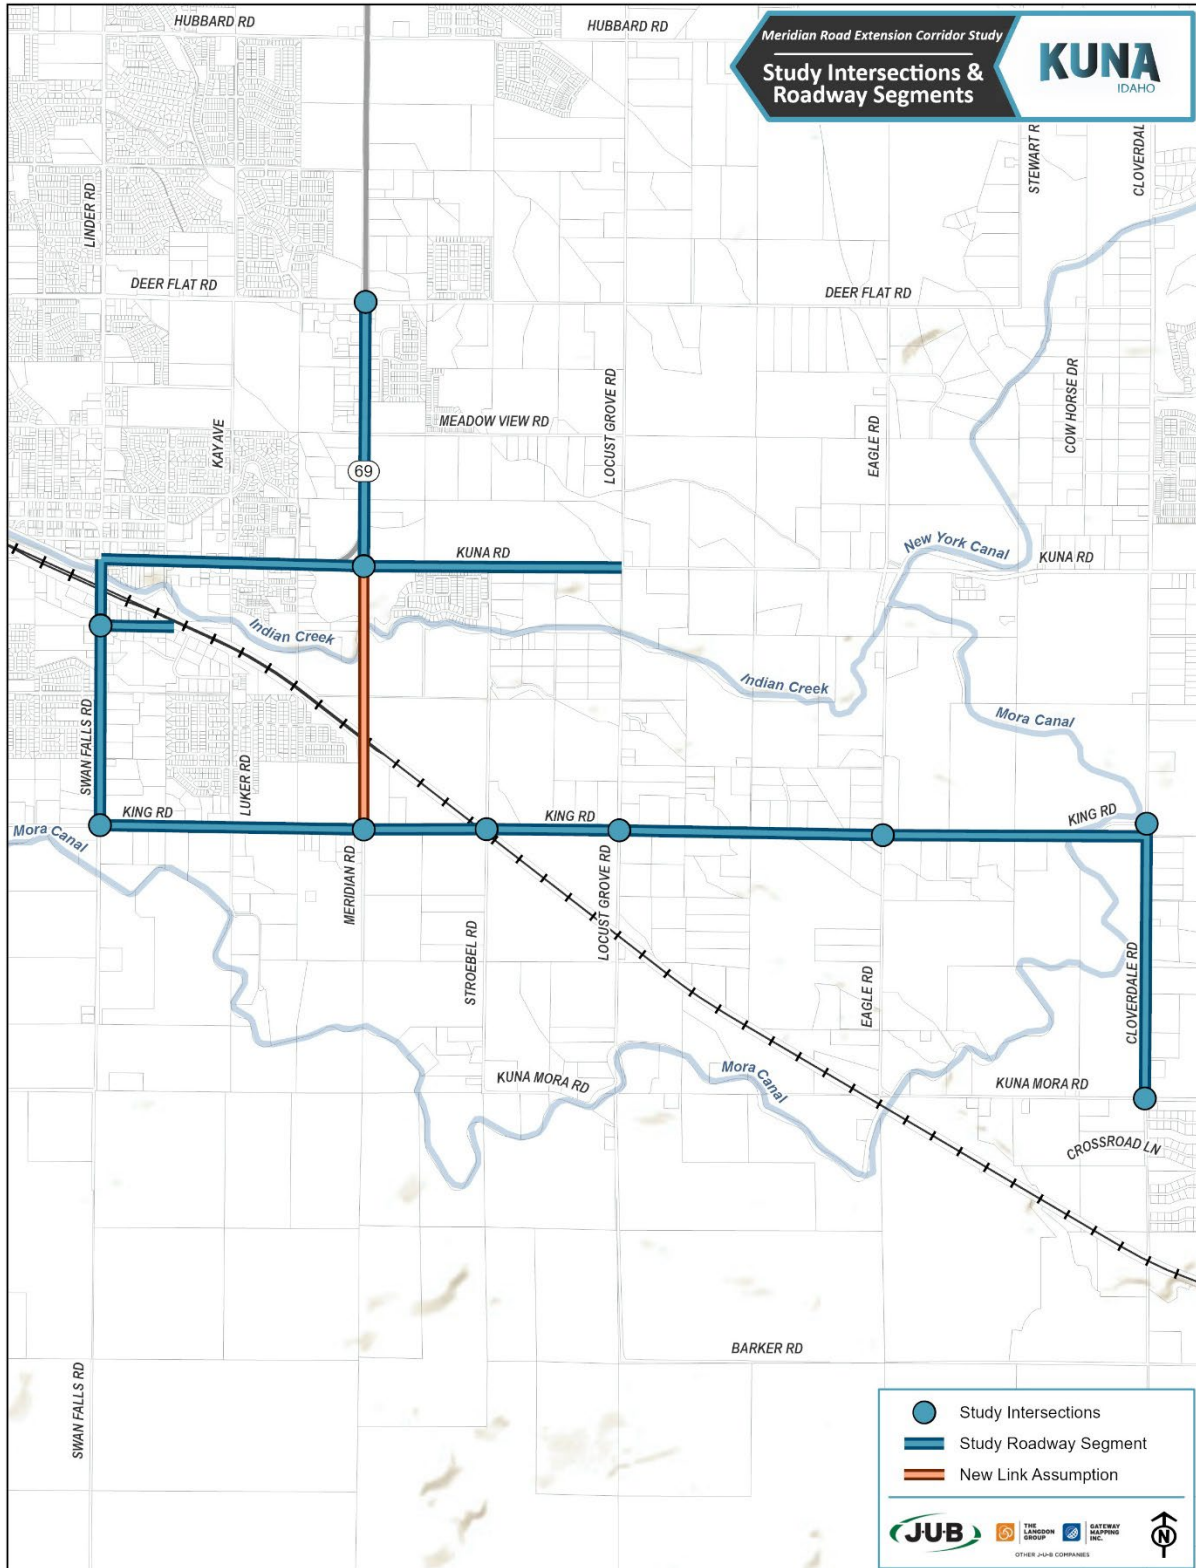 HUBBARD RD
HUBBARD RD
Meridian Road Extension Corridor Study
Study Intersections &
Roadway Segments
KUNA
IDAHO
LINDER RD
STEWART R
CLOVERDAL
DEER FLAT RD
DEER FLAT RD
KAY AVE
MEADOW VIEW RD
LOCUST GROVE RD
EAGLE RD
COW HORSE DR
69
KUNA RD
New York Canal
KUNA RD
Indian Creek
Indian Creek
Mora Canal
SWAN FALLS RD
LUKER RD
KING RD
KING RD
KING RD
Mora Canal
MERIDIAN RD
STROEBEL RD
LOCUST GROVE RD
EAGLE RD
CLOVERDALE RD
KUNA MORA RD
Mora Canal
KUNA MORA RD
CROSSROAD LN
BARKER RD
SWAN FALLS RD
Study Intersections
Study Roadway Segment
New Link Assumption
J·U·B
THE
LANGDON
GROUP
GATEWAY
MAPPING
INC.
OTHER J-U-B COMPANIES
N